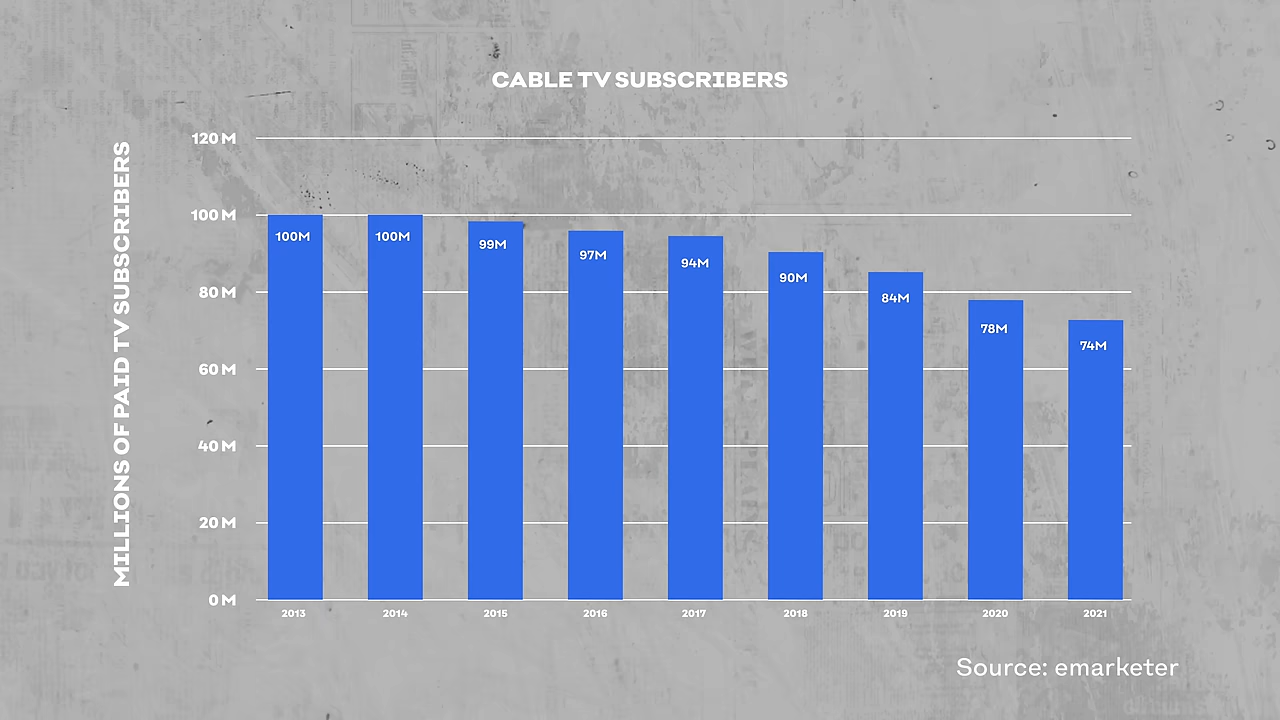 CABLE TV SUBSCRIBERS
MILLIONS OF PAID TV SUBSCRIBERS
120 M
100 M
80 M
60 M
40 M
20 M
0 M
100M
100M
99M
97M
94M
90M
84M
78M
74M
2013
2014
2015
2016
2017
2018
2019
2020
2021
Source: emarketer